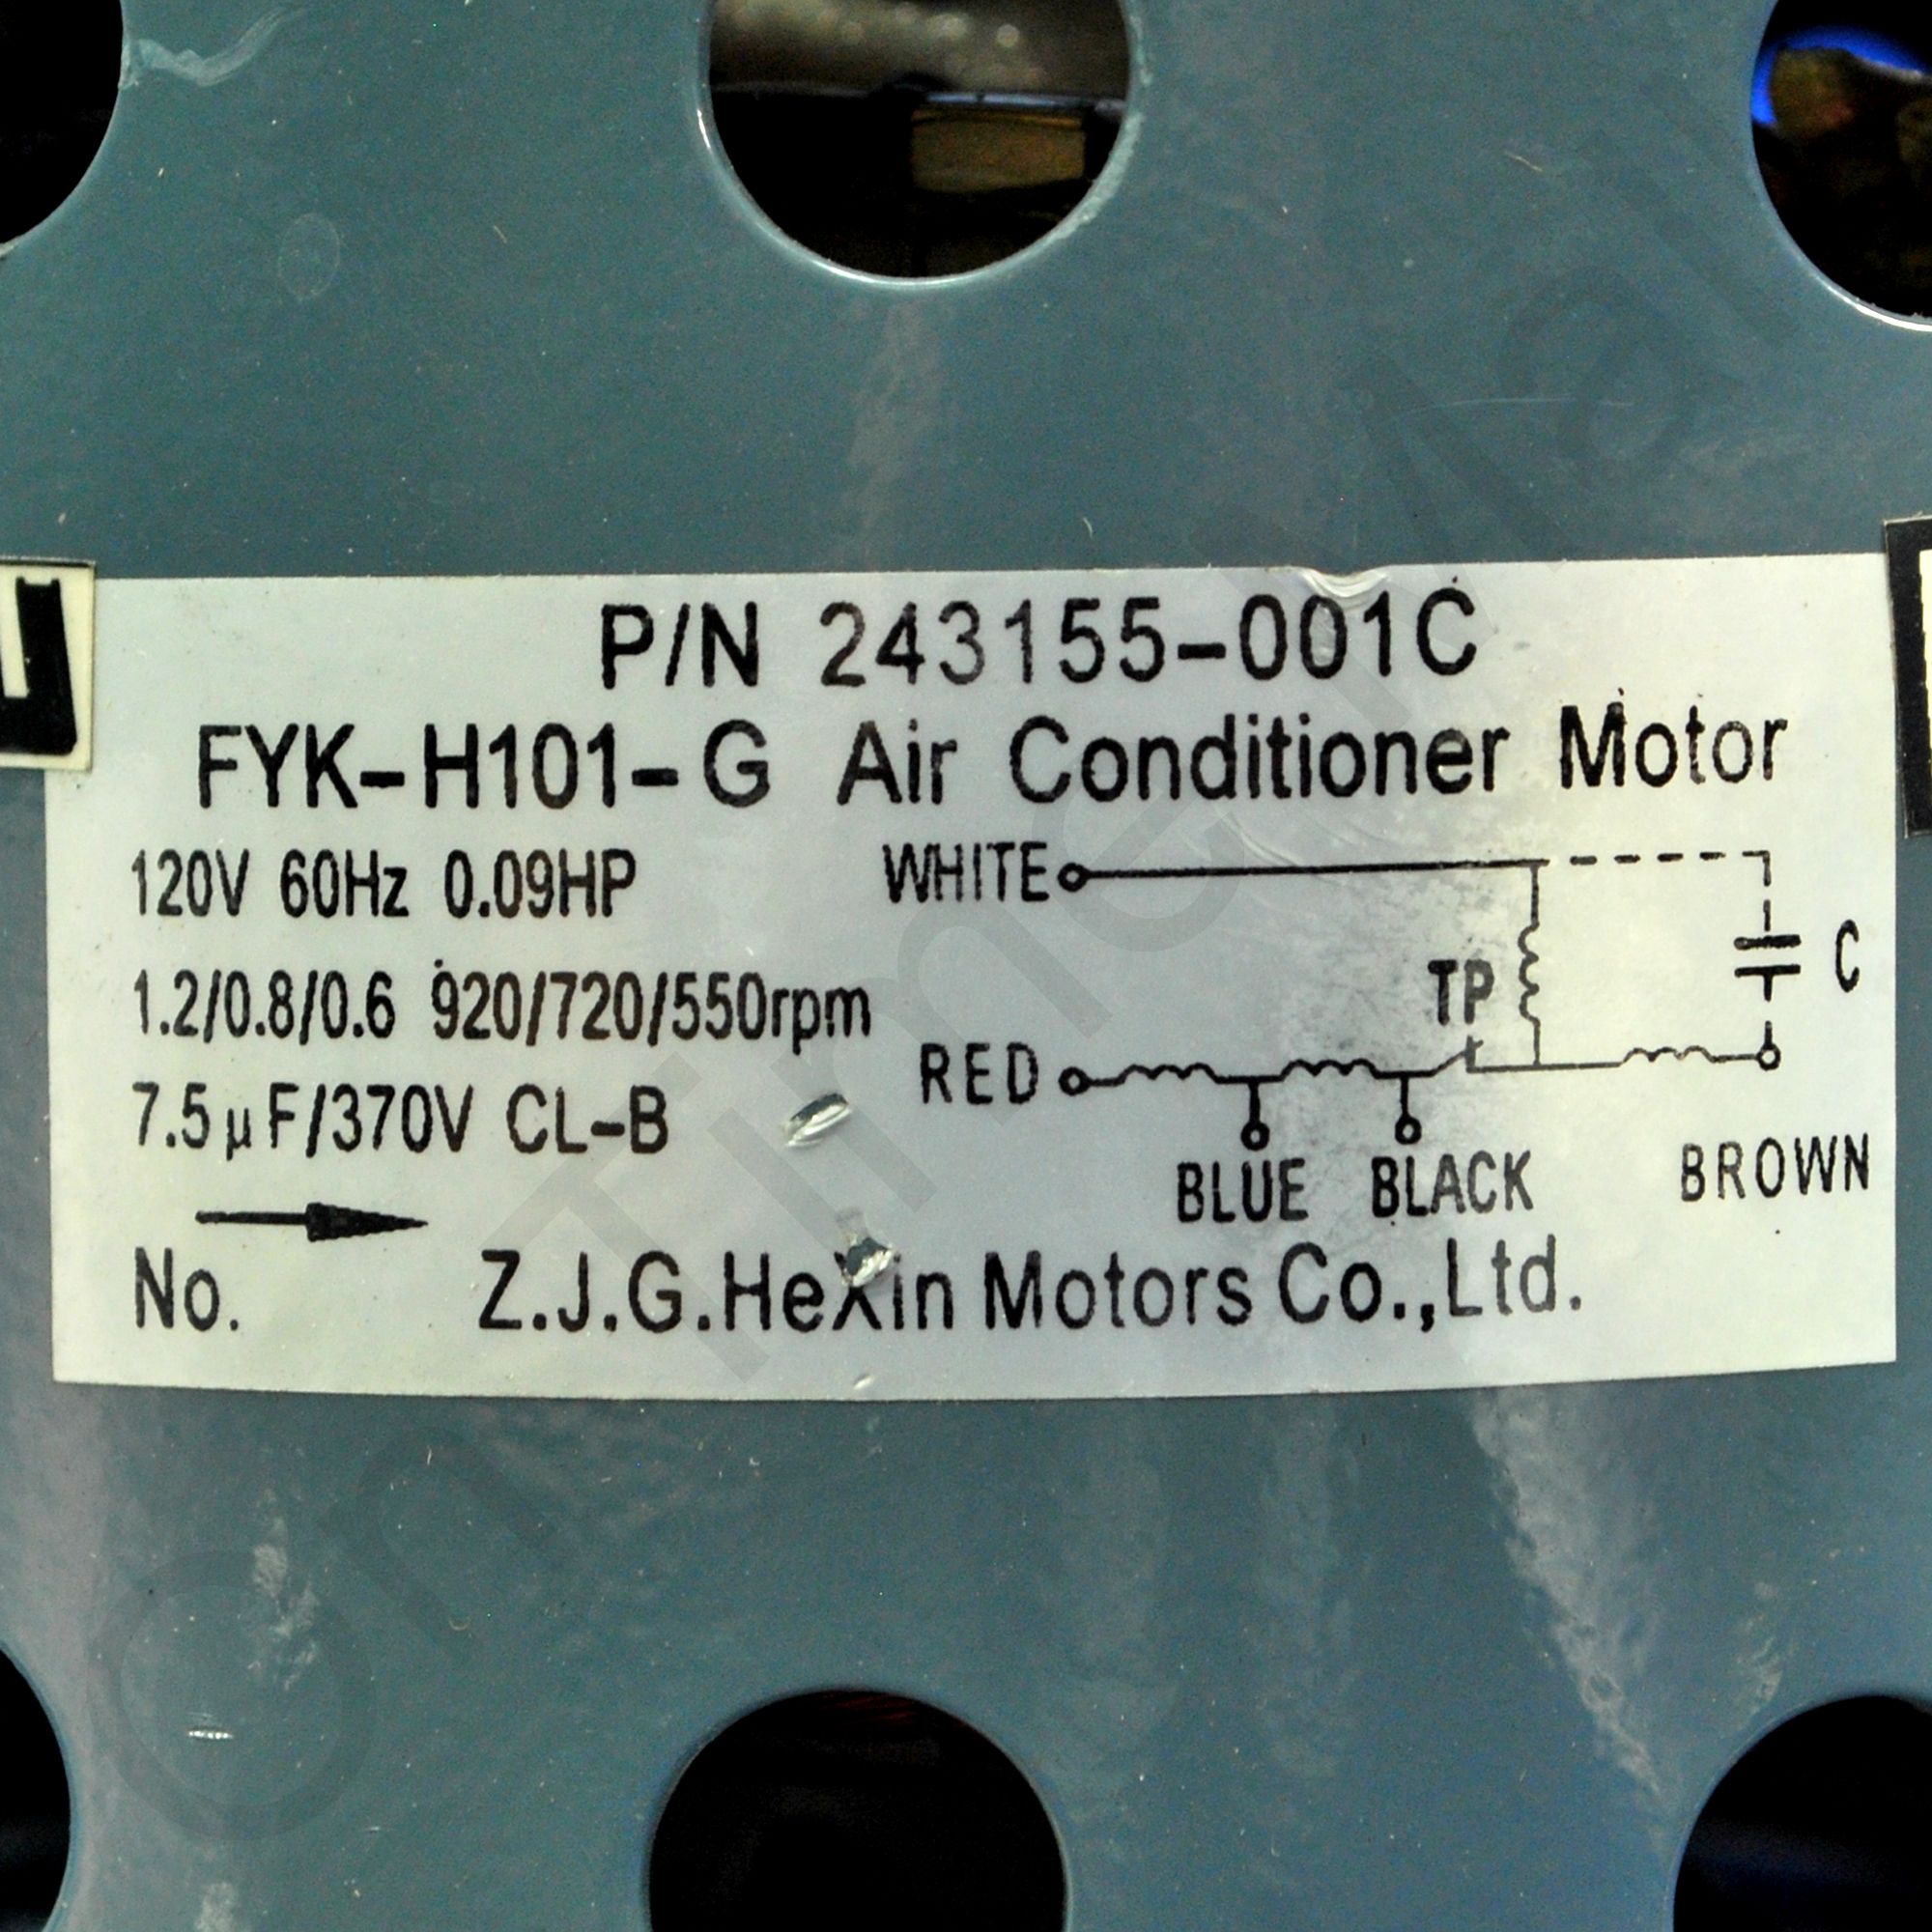 P/N 243155-001C
FYK-H101-G Air Conditioner Motor
120V 60Hz 0.09HP
1.2/0.8/0.6 920/720/550rpm
7.5μF/370V CL-B
WHITE
C
TP
RED
BLUE BLACK BROWN
No. Z.J.G.HeXin Motors Co.,Ltd.
OnTimeMal